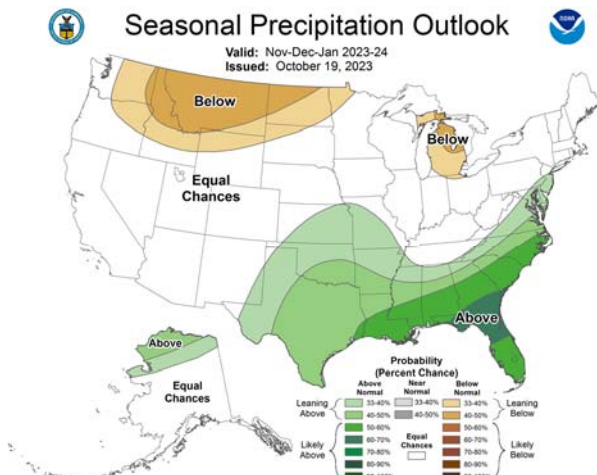 Seasonal Precipitation Outlook
Valid: Nov-Dec-Jan 2023-24
Issued: October 19, 2023
NOAA
Below
Below
Equal
Chances
Above
Above
Equal
Chances
Probability
(Percent Chance)
Above
Normal
Near
Normal
Below
Normal
Leaning
Above
33-40%
33-40%
33-40%
Leaning
Below
40-50%
40-50%
40-50%
Likely
Above
50-60%
50-60%
Likely
Below
60-70%
60-70%
70-80%
Equal
Chances
70-80%
80-90%
80-90%